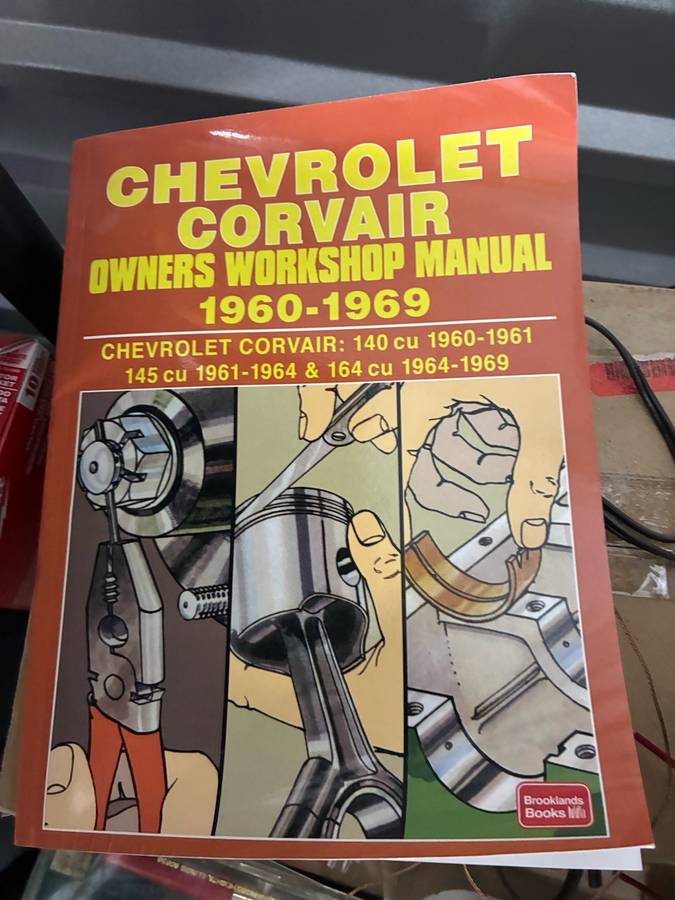 CHEVROLET
CORVAIR
OWNERS WORKSHOP MANUAL
1960-1969
CHEVROLET CORVAIR: 140 cu 1960-1961
145 cu 1961-1964 & 164 cu 1964-1969
Brooklands
Books